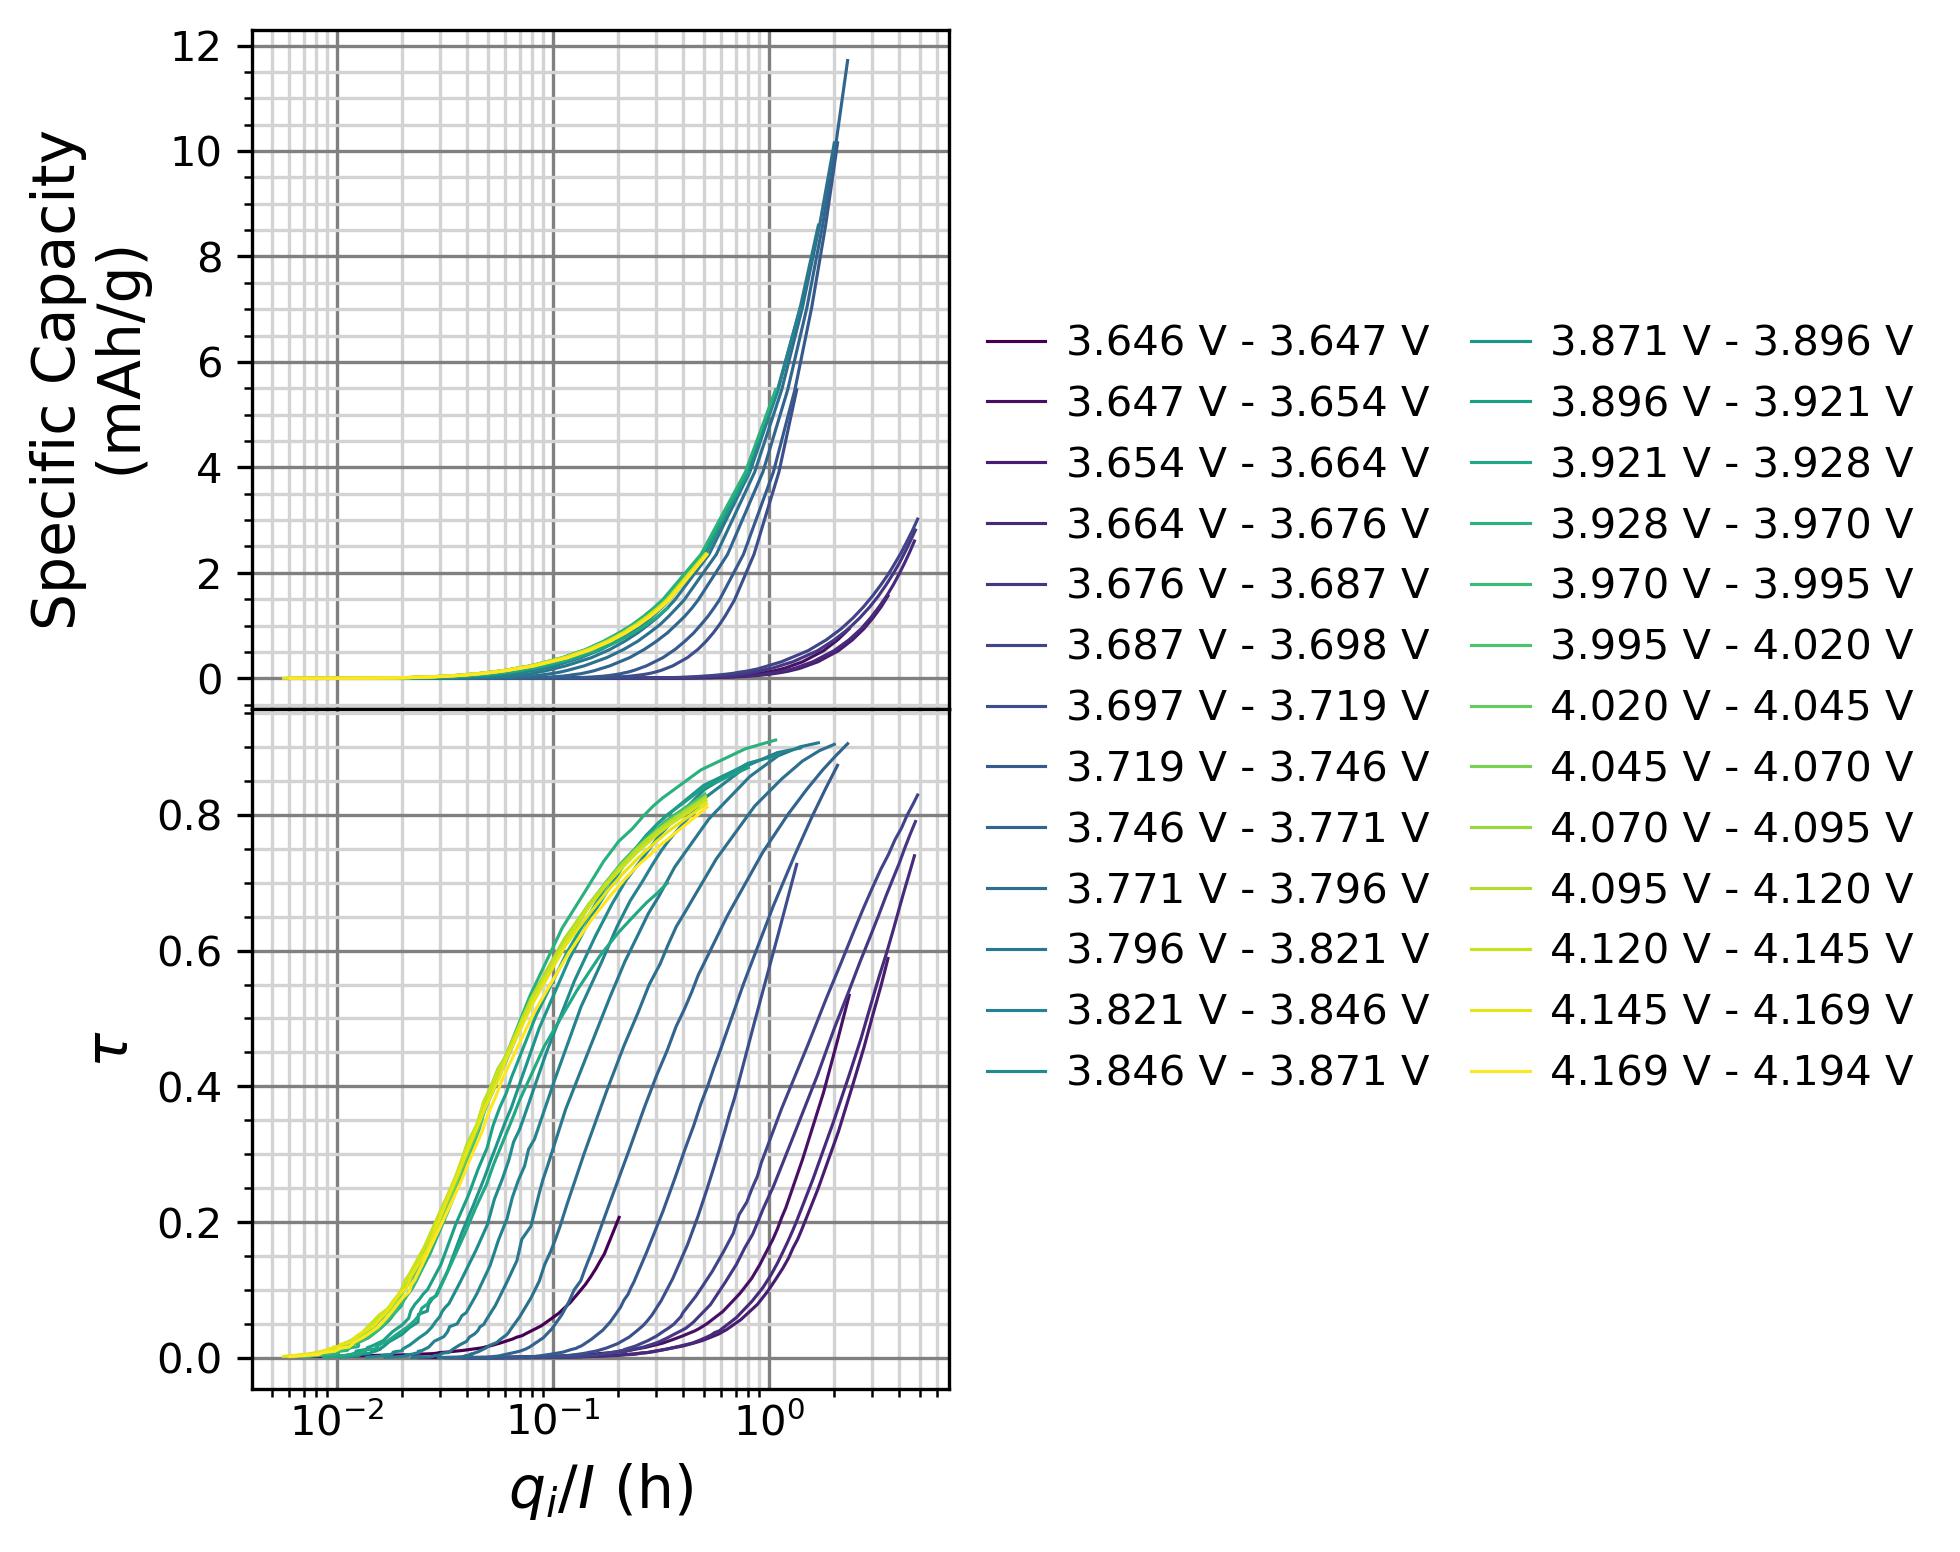 12
10
8
6
4
2
0
Specific Capacity
(mAh/g)
0.8
0.6
0.4
0.2
0.0
τ
10⁻² 10⁻¹ 10⁰
qᵢ/I (h)
3.646 V - 3.647 V
3.647 V - 3.654 V
3.654 V - 3.664 V
3.664 V - 3.676 V
3.676 V - 3.687 V
3.687 V - 3.698 V
3.697 V - 3.719 V
3.719 V - 3.746 V
3.746 V - 3.771 V
3.771 V - 3.796 V
3.796 V - 3.821 V
3.821 V - 3.846 V
3.846 V - 3.871 V
3.871 V - 3.896 V
3.896 V - 3.921 V
3.921 V - 3.928 V
3.928 V - 3.970 V
3.970 V - 3.995 V
3.995 V - 4.020 V
4.020 V - 4.045 V
4.045 V - 4.070 V
4.070 V - 4.095 V
4.095 V - 4.120 V
4.120 V - 4.145 V
4.145 V - 4.169 V
4.169 V - 4.194 V